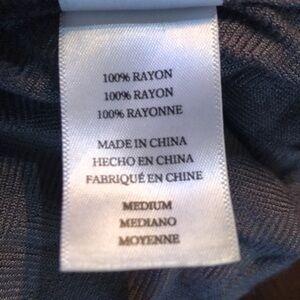 100% RAYON
100% RAYON
100% RAYONNE
MADE IN CHINA
HECHO EN CHINA
FABRIQUÉ EN CHINE
MEDIUM
MEDIANO
MOYENNE